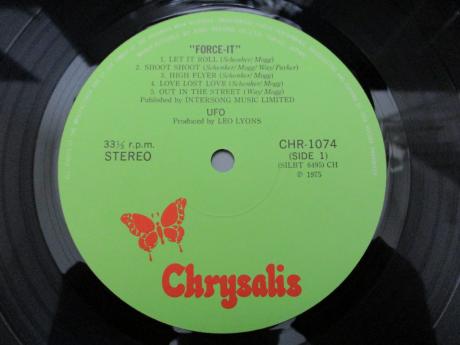 "FORCE-IT"
1. LET IT ROLL (Schenker/Mogg)
2. SHOOT SHOOT (Schenker/Mogg/Way/Parker)
3. HIGH FLYER (Schenker/Mogg)
4. LOVE LOST LOVE (Schenker/Mogg)
5. OUT IN THE STREET (Way/Mogg)
Published by INTERSONG MUSIC LIMITED
UFO
Produced by LEO LYONS
33⅓ r.p.m.
STEREO
CHR-1074
(SIDE 1)
(SILBT 6495) CH
Ⓟ 1975
Chrysalis